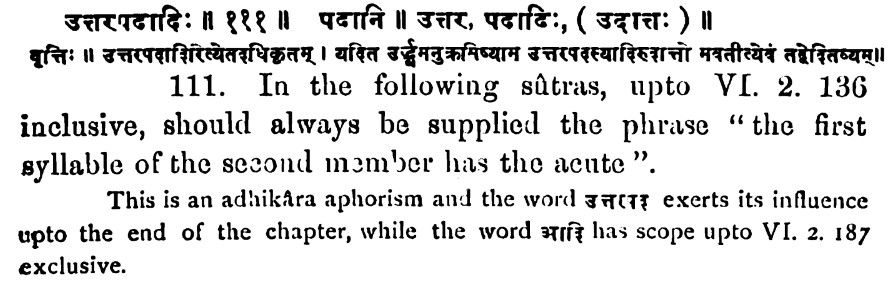 उत्तरपदादिः ॥ १११ ॥ पदानि ॥ उत्तर, पदादिः, ( उदात्तः ) ॥
वृत्तिः ॥ उत्तरपदादिरित्येतदधिकृतम् । यदित ऊर्द्ध्वमनुक्रमिष्याम उत्तरपदस्यादिरुदात्तो भवतीत्येवं तद्वेदितव्यम्॥
111. In the following sûtras, upto VI. 2. 136
inclusive, should always be supplied the phrase “ the first
syllable of the second member has the acute ”.
This is an adhikâra aphorism and the word उत्तरपद exerts its influence
upto the end of the chapter, while the word आदि has scope upto VI. 2. 187
exclusive.